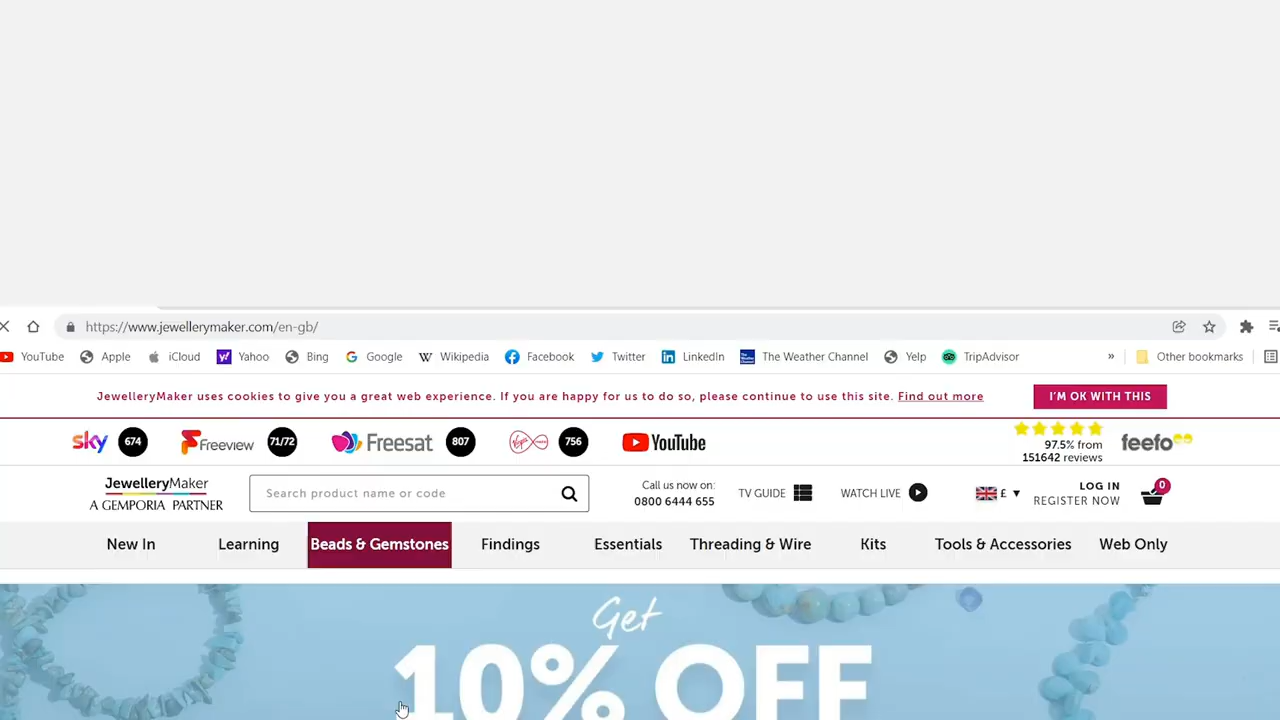 https://www.jewellerymaker.com/en-gb/
YouTube Apple iCloud Yahoo Bing Google Wikipedia Facebook Twitter LinkedIn The Weather Channel Yelp TripAdvisor » Other bookmarks
JewelleryMaker uses cookies to give you a great web experience. If you are happy for us to do so, please continue to use this site. Find out more I'M OK WITH THIS
sky 674 Freeview 71/72 Freesat 807 Virgin media 756 YouTube 97.5% from feefo
151642 reviews
JewelleryMaker
A GEMPORIA PARTNER
Search product name or code
Call us now on:
0800 6444 655
TV GUIDE WATCH LIVE £ LOG IN 0
REGISTER NOW
New In Learning Beads & Gemstones Findings Essentials Threading & Wire Kits Tools & Accessories Web Only
Get
10% OFF